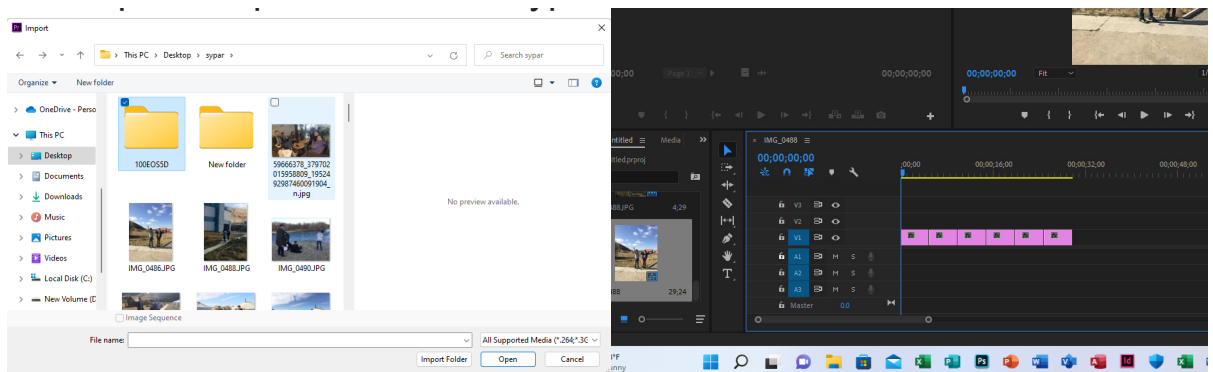 Import
This PC > Desktop > sypar >
Search sypar
Organize
New folder
OneDrive - Perso
This PC
Desktop
Documents
Downloads
Music
Pictures
Videos
Local Disk (C:)
New Volume (D
100EOS5D
New folder
59666378_379702
015958809_19524
92987460091904_
n.jpg
IMG_0486.JPG
IMG_0488.JPG
IMG_0490.JPG
No preview available.
Image Sequence
File name:
All Supported Media (*.264;*.3G
Import Folder
Open
Cancel
00;00
Page 1
00;00;00;00
00;00;00;00
Fit
1/
ntitled
Media
itled.prproj
88.JPG
4;29
488
29;24
IMG_0488
00;00;00;00
;00;00
00;00;16;00
00;00;32;00
00;00;48;00
V3
V2
V1
A1
M S
A2
M S
A3
M S
Master
0.0
°F
unny